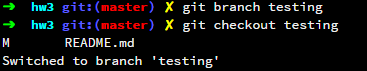 ➜  hw3 git:(master) ✗ git branch testing
➜  hw3 git:(master) ✗ git checkout testing
M       README.md
Switched to branch 'testing'